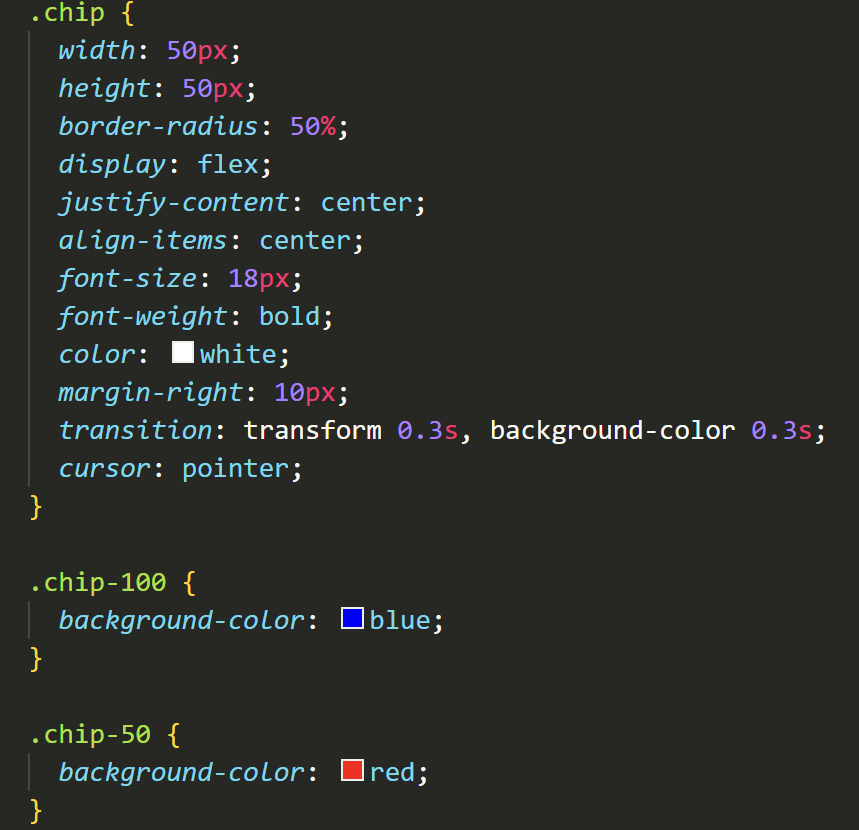 .chip {
  width: 50px;
  height: 50px;
  border-radius: 50%;
  display: flex;
  justify-content: center;
  align-items: center;
  font-size: 18px;
  font-weight: bold;
  color: white;
  margin-right: 10px;
  transition: transform 0.3s, background-color 0.3s;
  cursor: pointer;
}

.chip-100 {
  background-color: blue;
}

.chip-50 {
  background-color: red;
}